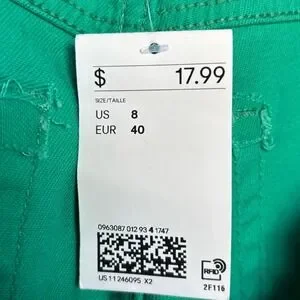 $ 17.99
SIZE/TAILLE
US 8
EUR 40
0963087 012 93 4 1747
RFID
US 11 246095 X2 2F116